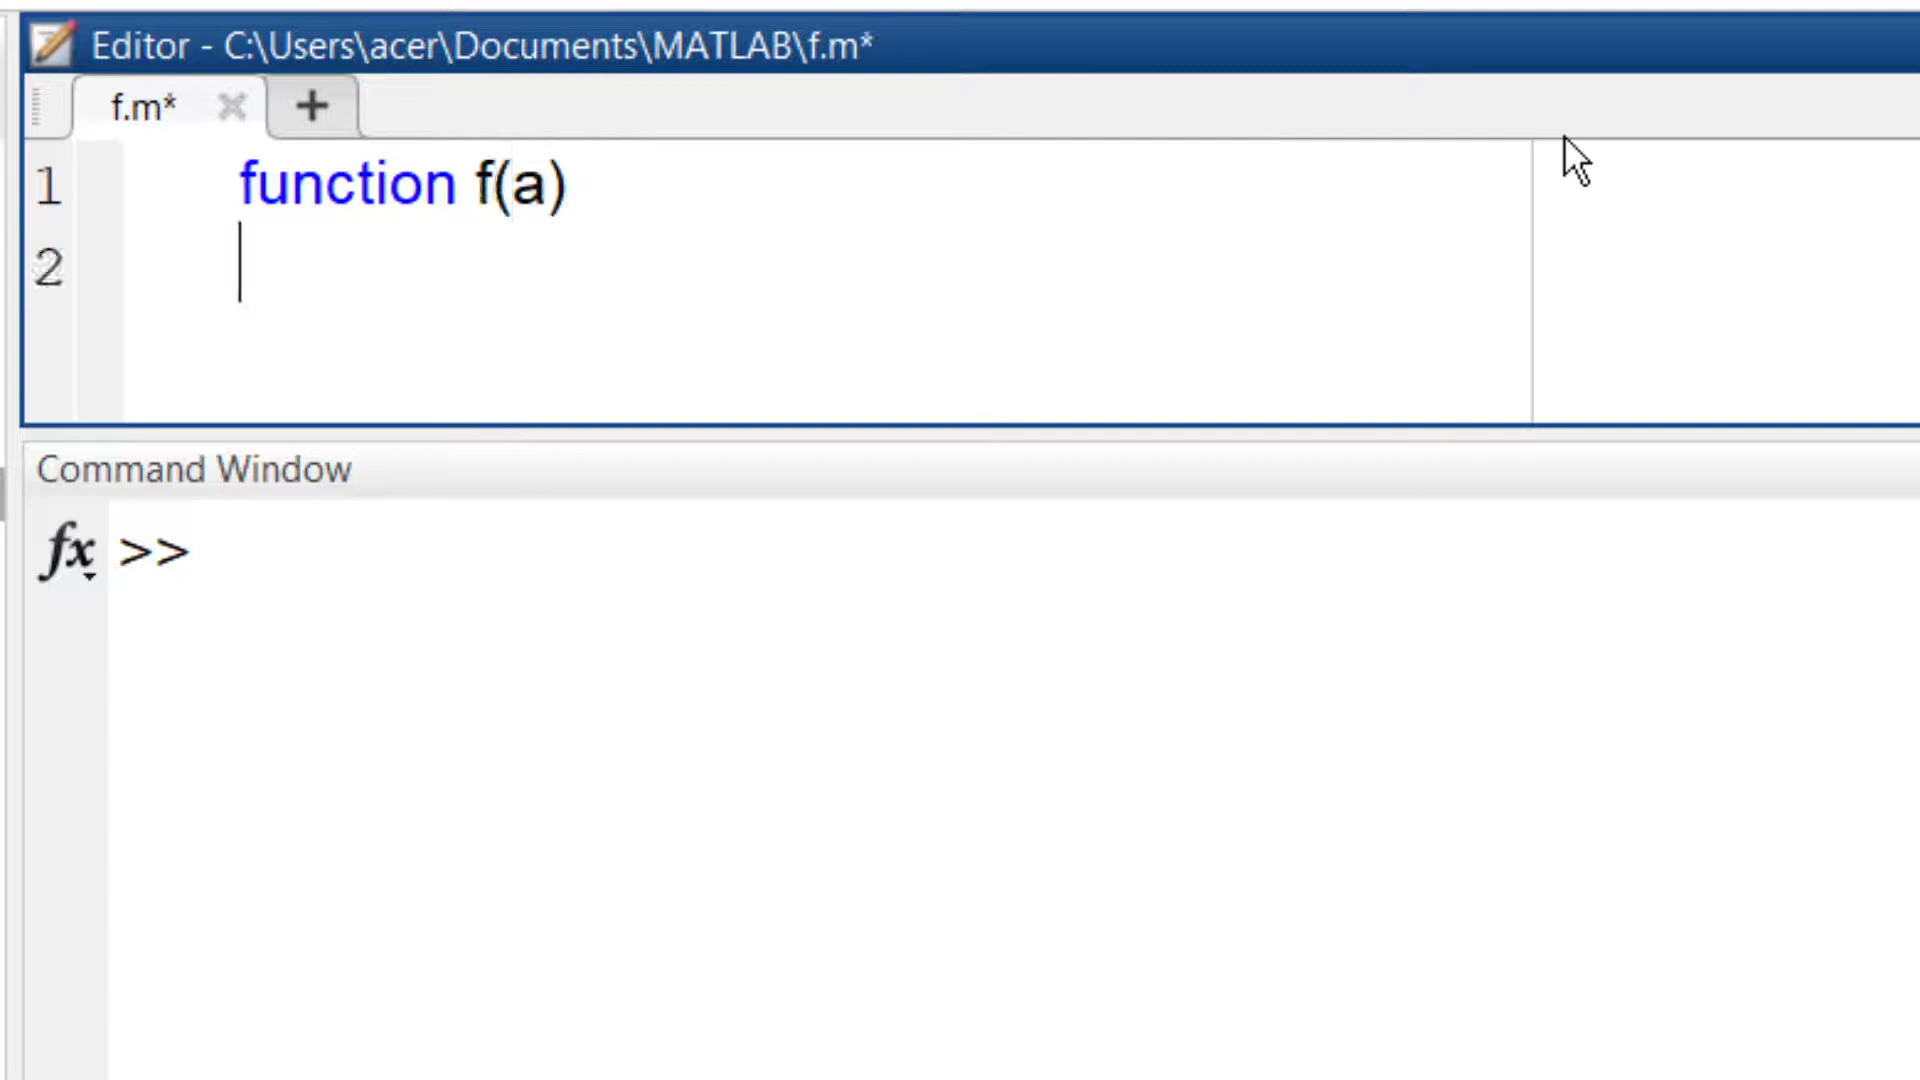 Editor - C:\Users\acer\Documents\MATLAB\f.m*
f.m*
1 function f(a)
2
Command Window
fx >>